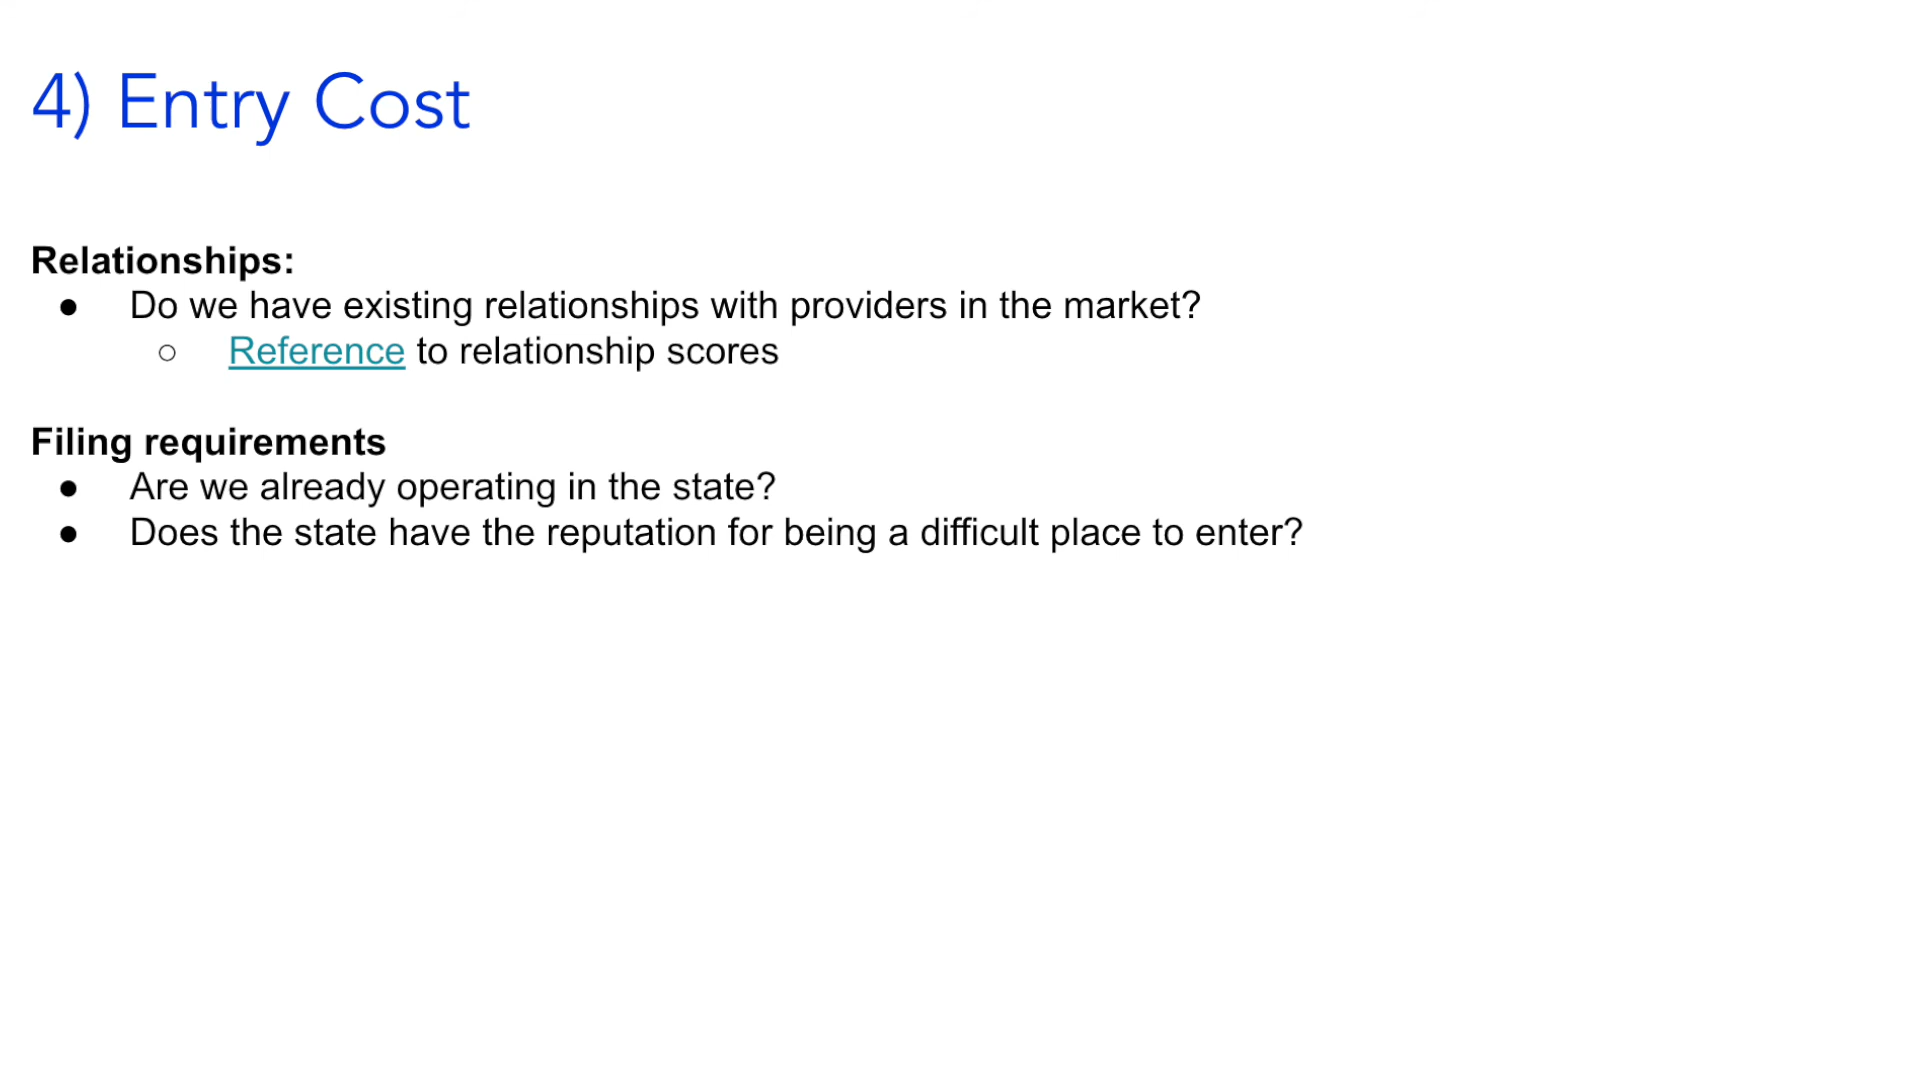 4) Entry Cost
Relationships:
● Do we have existing relationships with providers in the market?
○ Reference to relationship scores
Filing requirements
● Are we already operating in the state?
● Does the state have the reputation for being a difficult place to enter?